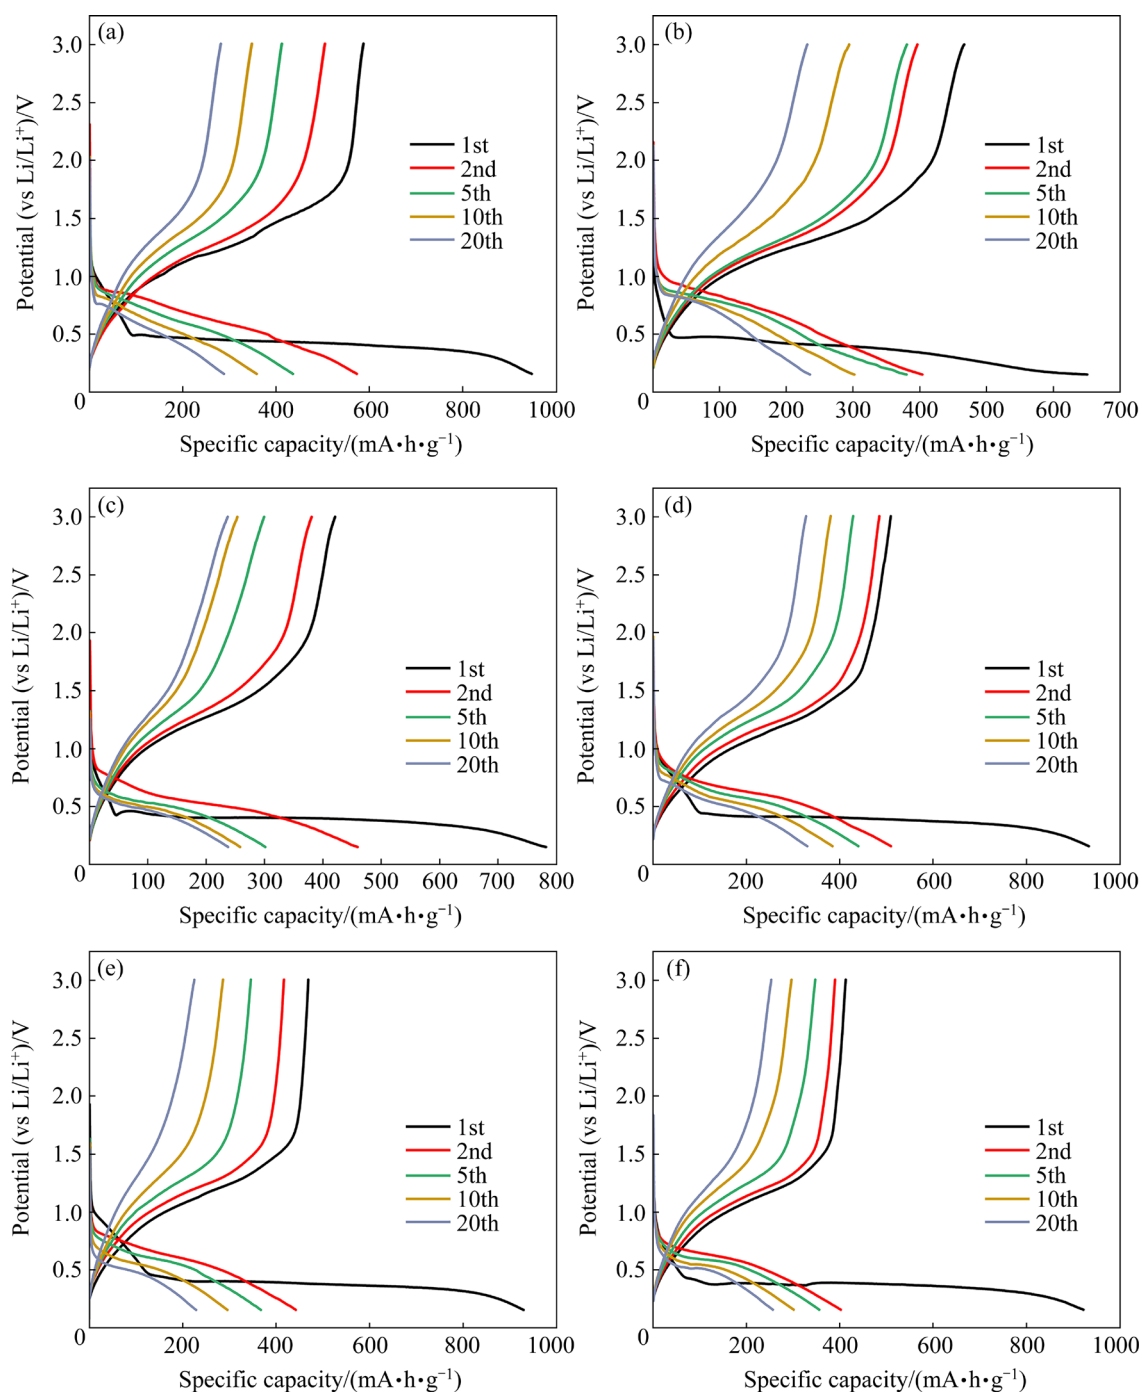 (a)
3.0
2.5
2.0
1.5
1.0
0.5
0
200
400
600
800
1000
Potential (vs Li/Li⁺)/V
Specific capacity/(mA·h·g⁻¹)
1st
2nd
5th
10th
20th
(b)
3.0
2.5
2.0
1.5
1.0
0.5
0
100
200
300
400
500
600
700
Potential (vs Li/Li⁺)/V
Specific capacity/(mA·h·g⁻¹)
1st
2nd
5th
10th
20th
(c)
3.0
2.5
2.0
1.5
1.0
0.5
0
100
200
300
400
500
600
700
800
Potential (vs Li/Li⁺)/V
Specific capacity/(mA·h·g⁻¹)
1st
2nd
5th
10th
20th
(d)
3.0
2.5
2.0
1.5
1.0
0.5
0
200
400
600
800
1000
Potential (vs Li/Li⁺)/V
Specific capacity/(mA·h·g⁻¹)
1st
2nd
5th
10th
20th
(e)
3.0
2.5
2.0
1.5
1.0
0.5
0
200
400
600
800
1000
Potential (vs Li/Li⁺)/V
Specific capacity/(mA·h·g⁻¹)
1st
2nd
5th
10th
20th
(f)
3.0
2.5
2.0
1.5
1.0
0.5
0
200
400
600
800
1000
Potential (vs Li/Li⁺)/V
Specific capacity/(mA·h·g⁻¹)
1st
2nd
5th
10th
20th